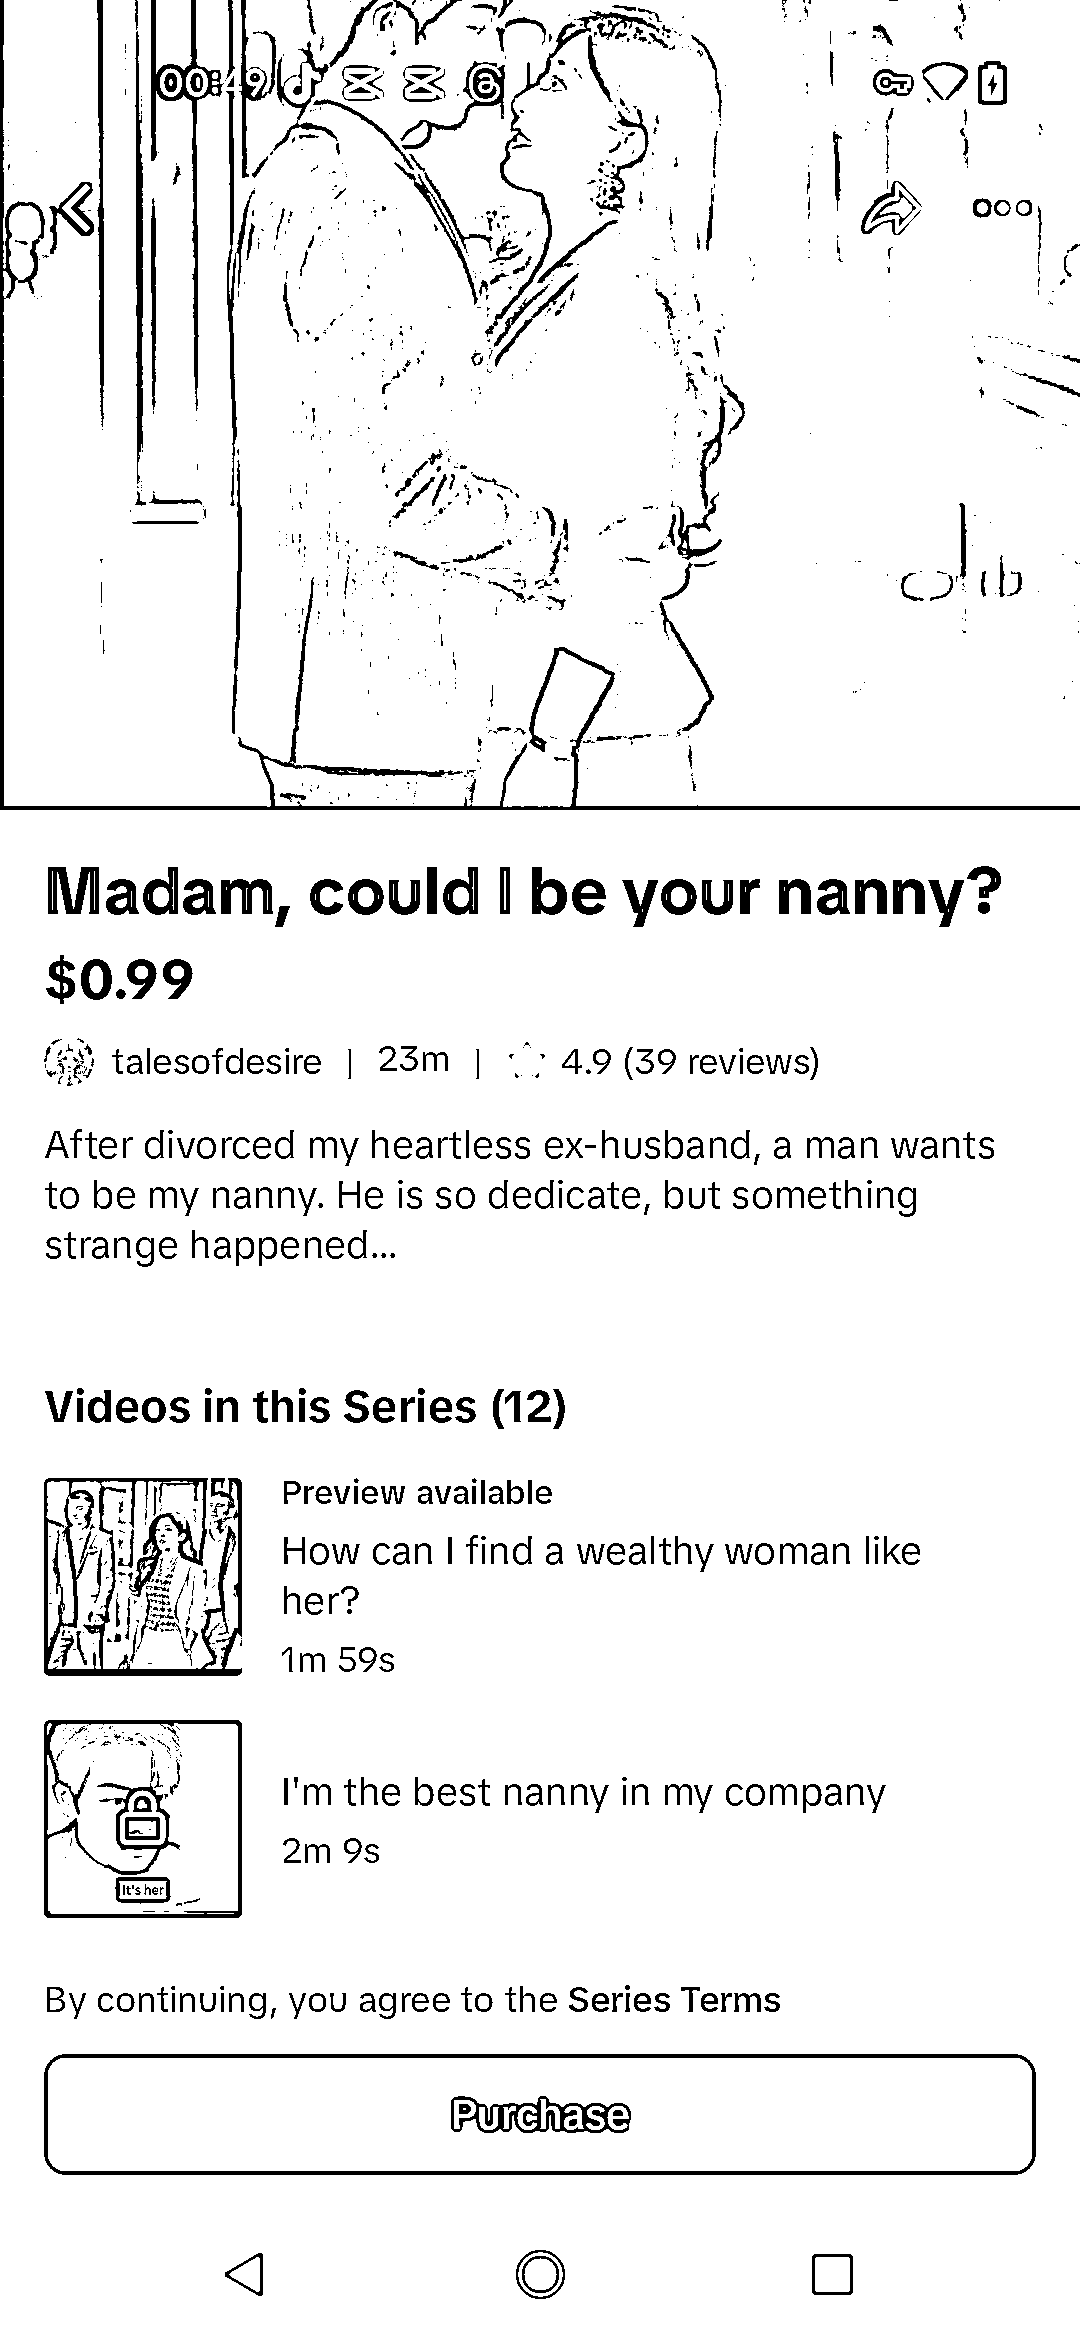 00:49
Madam, could I be your nanny?
$0.99
talesofdesire | 23m | 4.9 (39 reviews)
After divorced my heartless ex-husband, a man wants
to be my nanny. He is so dedicate, but something
strange happened...
Videos in this Series (12)
Preview available
How can I find a wealthy woman like
her?
1m 59s
It's her
I'm the best nanny in my company
2m 9s
By continuing, you agree to the Series Terms
Purchase